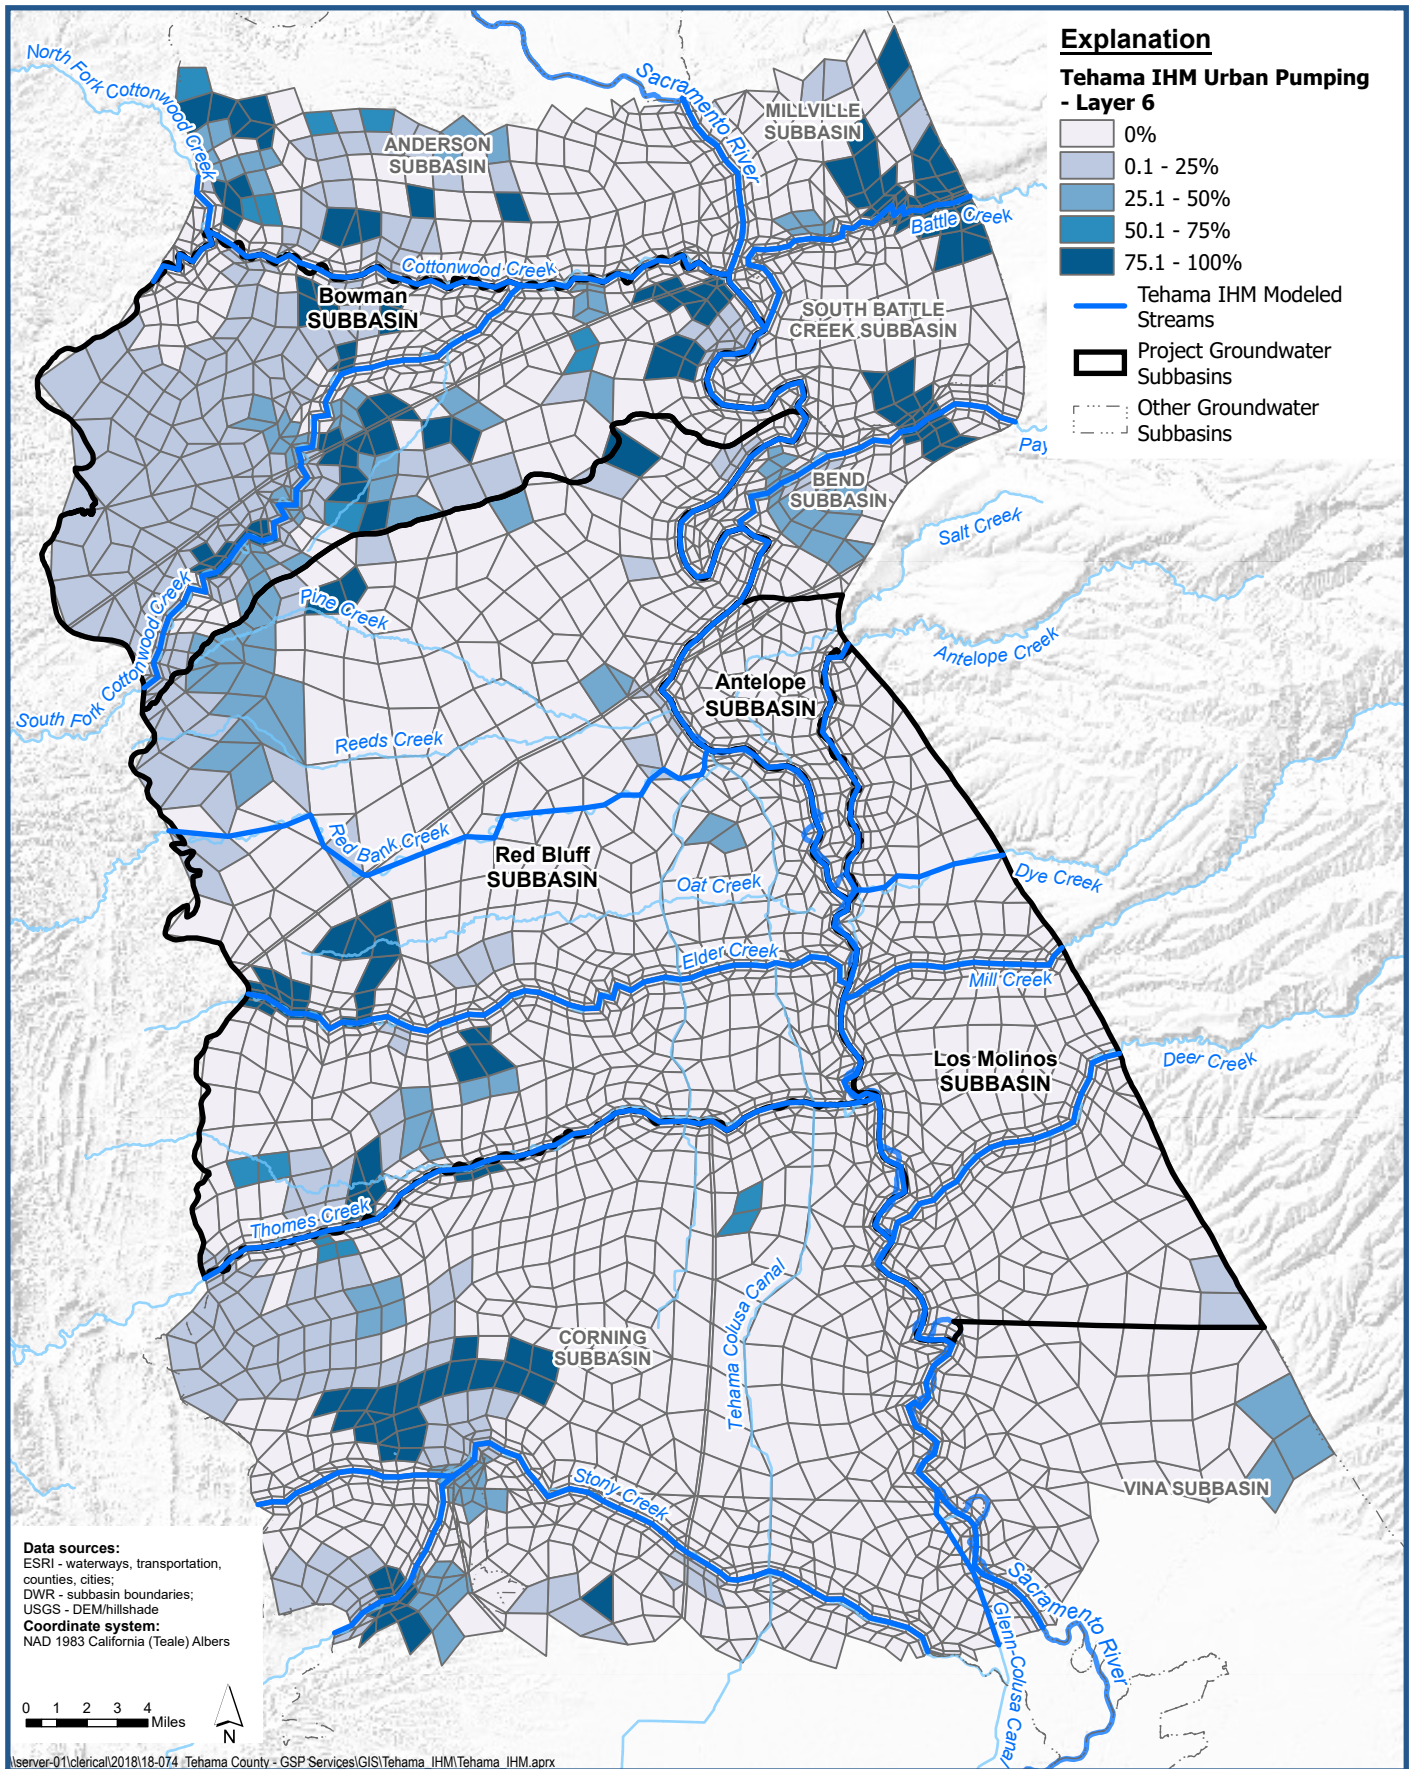 Explanation
Tehama IHM Urban Pumping
- Layer 6
0%
0.1 - 25%
25.1 - 50%
50.1 - 75%
75.1 - 100%
Tehama IHM Modeled
Streams
Project Groundwater
Subbasins
Other Groundwater
Subbasins
North Fork Cottonwood Creek
Sacramento River
MILLVILLE
SUBBASIN
ANDERSON
SUBBASIN
Battle Creek
Cottonwood Creek
Bowman
SUBBASIN
SOUTH BATTLE
CREEK SUBBASIN
Pay
BEND
SUBBASIN
Salt Creek
Pine Creek
Antelope Creek
South Fork Cottonwood Creek
Antelope
SUBBASIN
Reeds Creek
Red Bank Creek
Red Bluff
SUBBASIN
Oat Creek
Dye Creek
Elder Creek
Mill Creek
Los Molinos
SUBBASIN
Deer Creek
Thomes Creek
Tehama Colusa Canal
CORNING
SUBBASIN
Stony Creek
VINA SUBBASIN
Sacramento River
Glenn-Colusa Canal
Data sources:
ESRI - waterways, transportation,
counties, cities;
DWR - subbasin boundaries;
USGS - DEM/hillshade
Coordinate system:
NAD 1983 California (Teale) Albers
0 1 2 3 4
Miles
N
\\server-01\clerical\2018\18-074_Tehama County - GSP Services\GIS\Tehama_IHM\Tehama_IHM.aprx